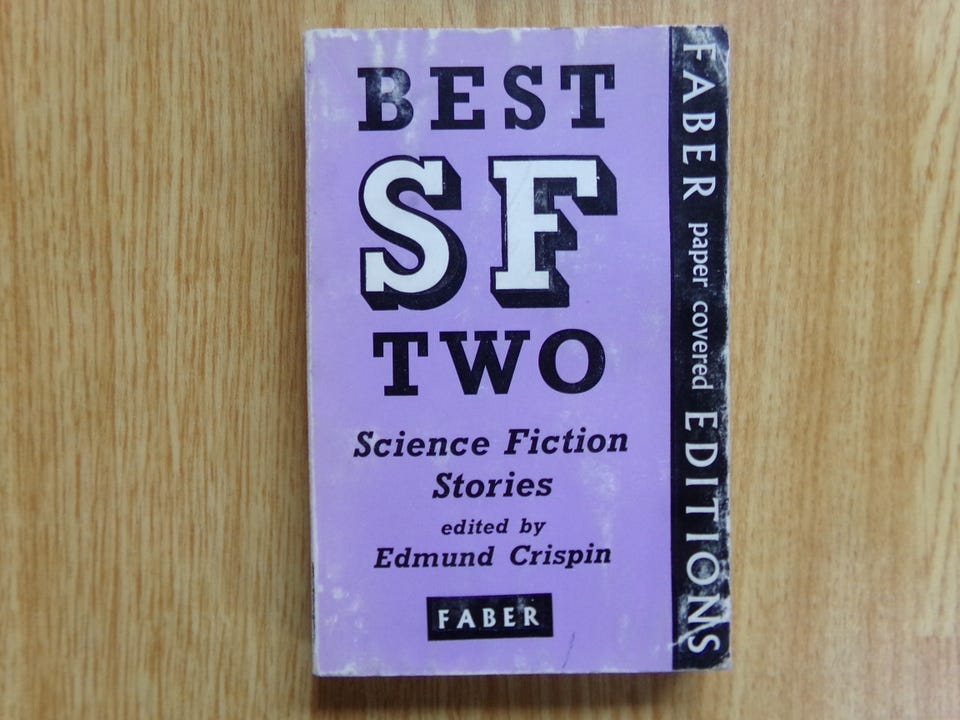 BEST
SF
TWO
Science Fiction
Stories
edited by
Edmund Crispin
FABER
FABER paper covered EDITIONS